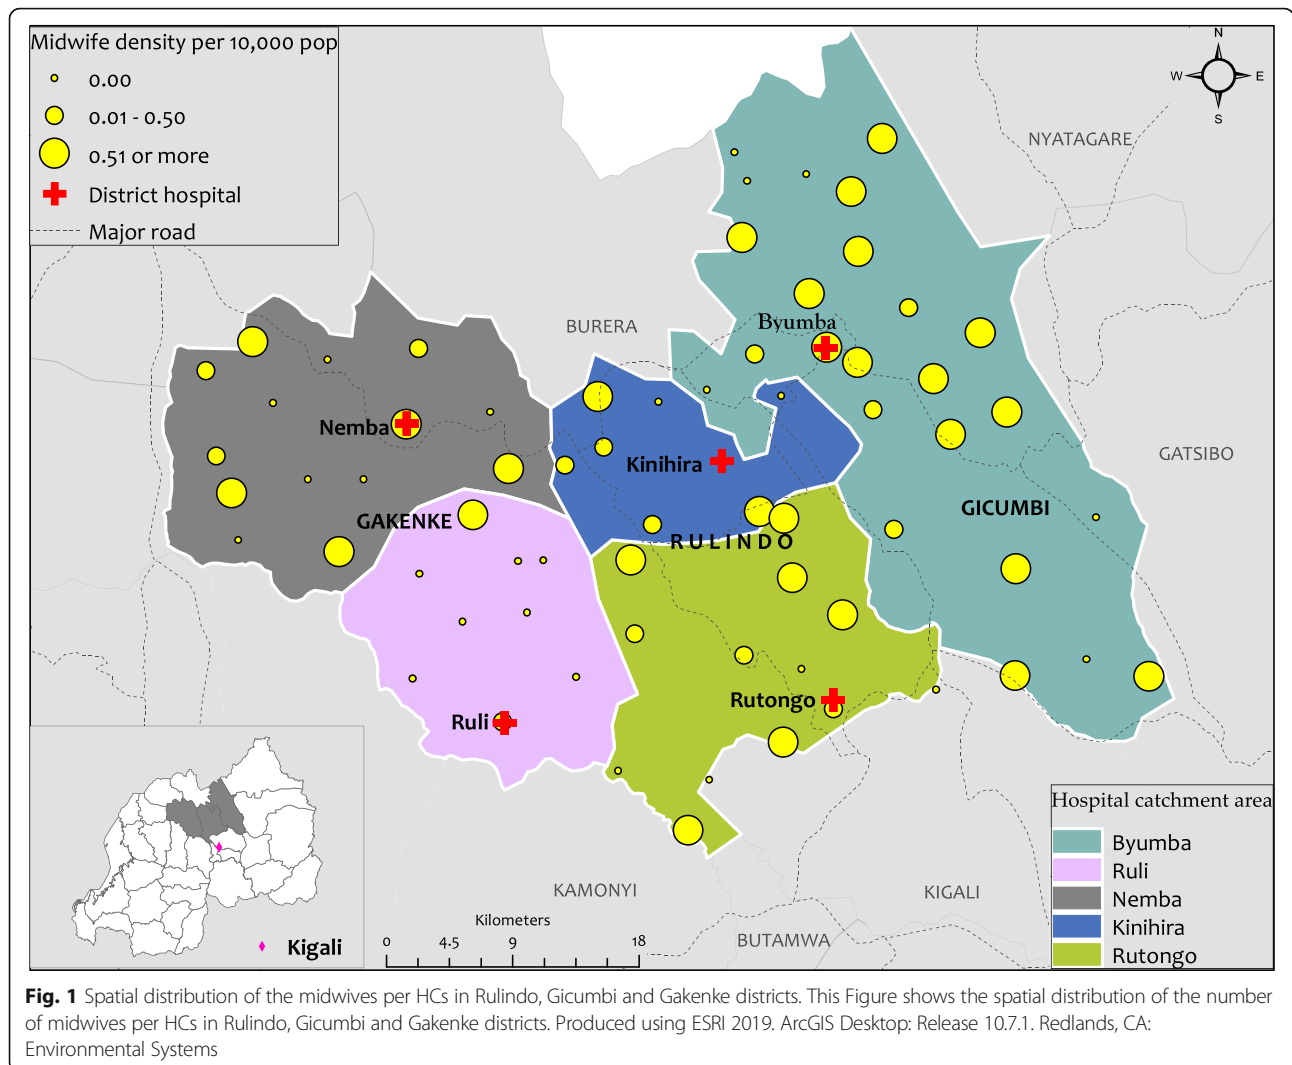 Midwife density per 10,000 pop
0.00
0.01 - 0.50
0.51 or more
District hospital
Major road
N
W
E
S
NYATAGARE
BURERA
Byumba
Nemba
Kinihira
GATSIBO
GAKENKE
GICUMBI
RULINDO
Rutongo
Ruli
Hospital catchment area
Byumba
Ruli
Nemba
Kinihira
Rutongo
KAMONYI
KIGALI
BUTAMWA
Kilometers
0 4.5 9 18
Kigali
Fig. 1 Spatial distribution of the midwives per HCs in Rulindo, Gicumbi and Gakenke districts. This Figure shows the spatial distribution of the number
of midwives per HCs in Rulindo, Gicumbi and Gakenke districts. Produced using ESRI 2019. ArcGIS Desktop: Release 10.7.1. Redlands, CA:
Environmental Systems